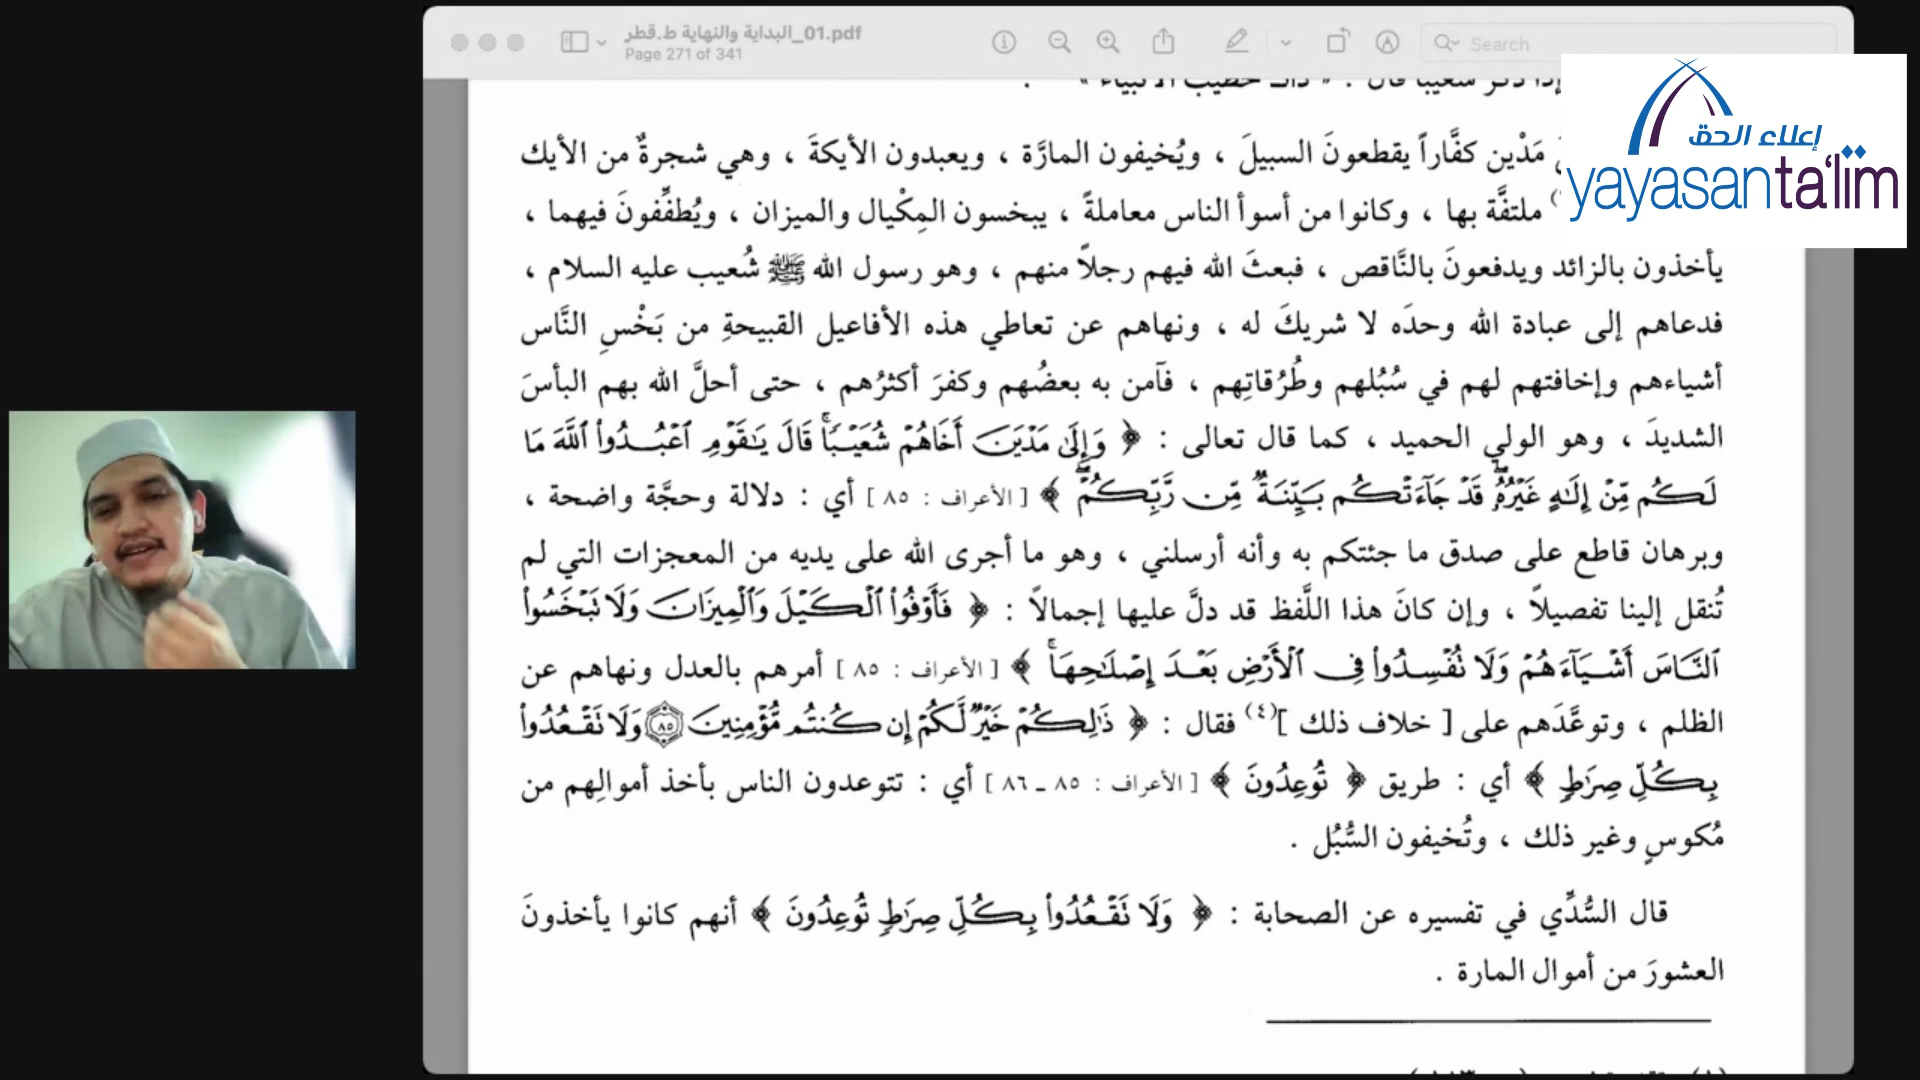 البداية والنهاية ط.قطر_01.pdf
Page 271 of 341
Search
إعلاء الحق
yayasanta'lim
إذا ذكر شعيباً قال : « ذاك خطيب الأنبياء » .
مَدْين كفَّاراً يقطعونَ السبيلَ ، ويُخيفون المارَّة ، ويعبدون الأيكةَ ، وهي شجرةٌ من الأيك
ملتفَّة بها ، وكانوا من أسوأ الناس معاملةً ، يبخسون المِكْيال والميزان ، ويُطفِّفونَ فيهما ،
يأخذون بالزائد ويدفعونَ بالنَّاقص ، فبعثَ الله فيهم رجلاً منهم ، وهو رسول الله ﷺ شُعيب عليه السلام ،
فدعاهم إلى عبادة الله وحدَه لا شريكَ له ، ونهاهم عن تعاطي هذه الأفاعيل القبيحةِ من بَخْسِ النَّاس
أشياءهم وإخافتهم لهم في سُبُلهم وطُرُقاتِهم ، فآمن به بعضُهم وكفرَ أكثرُهم ، حتى أحلَّ الله بهم البأسَ
الشديدَ ، وهو الولي الحميد ، كما قال تعالى : ﴿ وَإِلَىٰ مَدْيَنَ أَخَاهُمْ شُعَيْبًاۚ قَالَ يَٰقَوْمِ ٱعْبُدُوا۟ ٱللَّهَ مَا
لَكُم مِّنْ إِلَٰهٍ غَيْرُهُۥۖ قَدْ جَآءَتْكُم بَيِّنَةٌ مِّن رَّبِّكُمْۖ ﴾ [ الأعراف : ٨٥ ] أي : دلالة وحجَّة واضحة ،
وبرهان قاطع على صدق ما جئتكم به وأنه أرسلني ، وهو ما أجرى الله على يديه من المعجزات التي لم
تُنقل إلينا تفصيلاً ، وإن كانَ هذا اللَّفظ قد دلَّ عليها إجمالاً : ﴿ فَأَوْفُوا۟ ٱلْكَيْلَ وَٱلْمِيزَانَ وَلَا تَبْخَسُوا۟
ٱلنَّاسَ أَشْيَآءَهُمْ وَلَا تُفْسِدُوا۟ فِى ٱلْأَرْضِ بَعْدَ إِصْلَٰحِهَاۚ ﴾ [ الأعراف : ٨٥ ] أمرهم بالعدل ونهاهم عن
الظلم ، وتوعَّدَهم على [ خلاف ذلك ](٤) فقال : ﴿ ذَٰلِكُمْ خَيْرٌ لَّكُمْ إِن كُنتُم مُّؤْمِنِينَ ۝٨٥ وَلَا تَقْعُدُوا۟
بِكُلِّ صِرَٰطٍ ﴾ أي : طريق ﴿ تُوعِدُونَ ﴾ [ الأعراف : ٨٥ ـ ٨٦ ] أي : تتوعدون الناس بأخذ أموالِهم من
مُكوسٍ وغير ذلك ، وتُخيفون السُّبُل .
قال السُّدِّي في تفسيره عن الصحابة : ﴿ وَلَا تَقْعُدُوا۟ بِكُلِّ صِرَٰطٍ تُوعِدُونَ ﴾ أنهم كانوا يأخذونَ
العشورَ من أموال المارة .